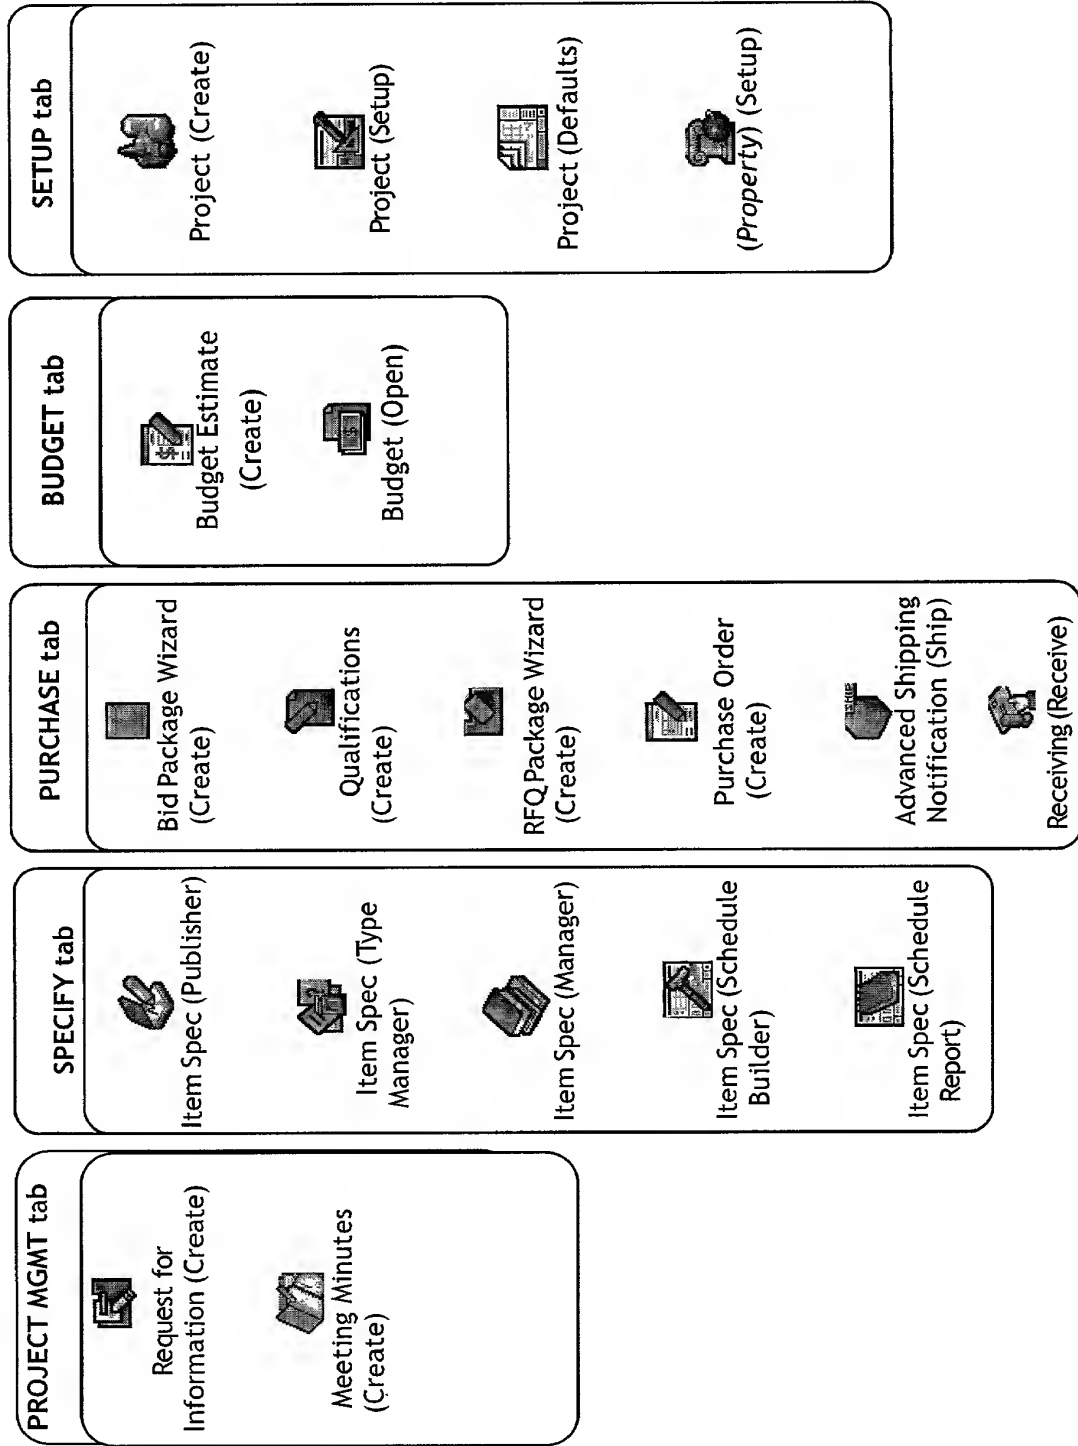 PROJECT MGMT tab
Request for
Information (Create)
Meeting Minutes
(Create)
SPECIFY tab
Item Spec (Publisher)
Item Spec (Type
Manager)
Item Spec (Manager)
Item Spec (Schedule
Builder)
Item Spec (Schedule
Report)
PURCHASE tab
Bid Package Wizard
(Create)
Qualifications
(Create)
RFQ Package Wizard
(Create)
Purchase Order
(Create)
SHIP
Advanced Shipping
Notification (Ship)
Receiving (Receive)
BUDGET tab
$
Budget Estimate
(Create)
$
Budget (Open)
SETUP tab
Project (Create)
Project (Setup)
Project (Defaults)
(Property) (Setup)